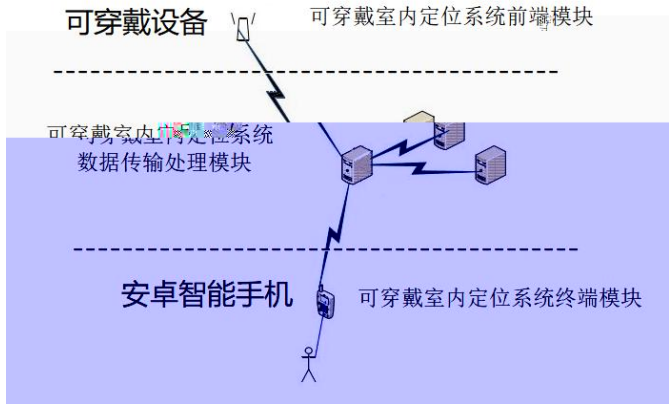 可穿戴设备
可穿戴室内定位系统前端模块
可穿戴室内定位系统
数据传输处理模块
安卓智能手机
可穿戴室内定位系统终端模块